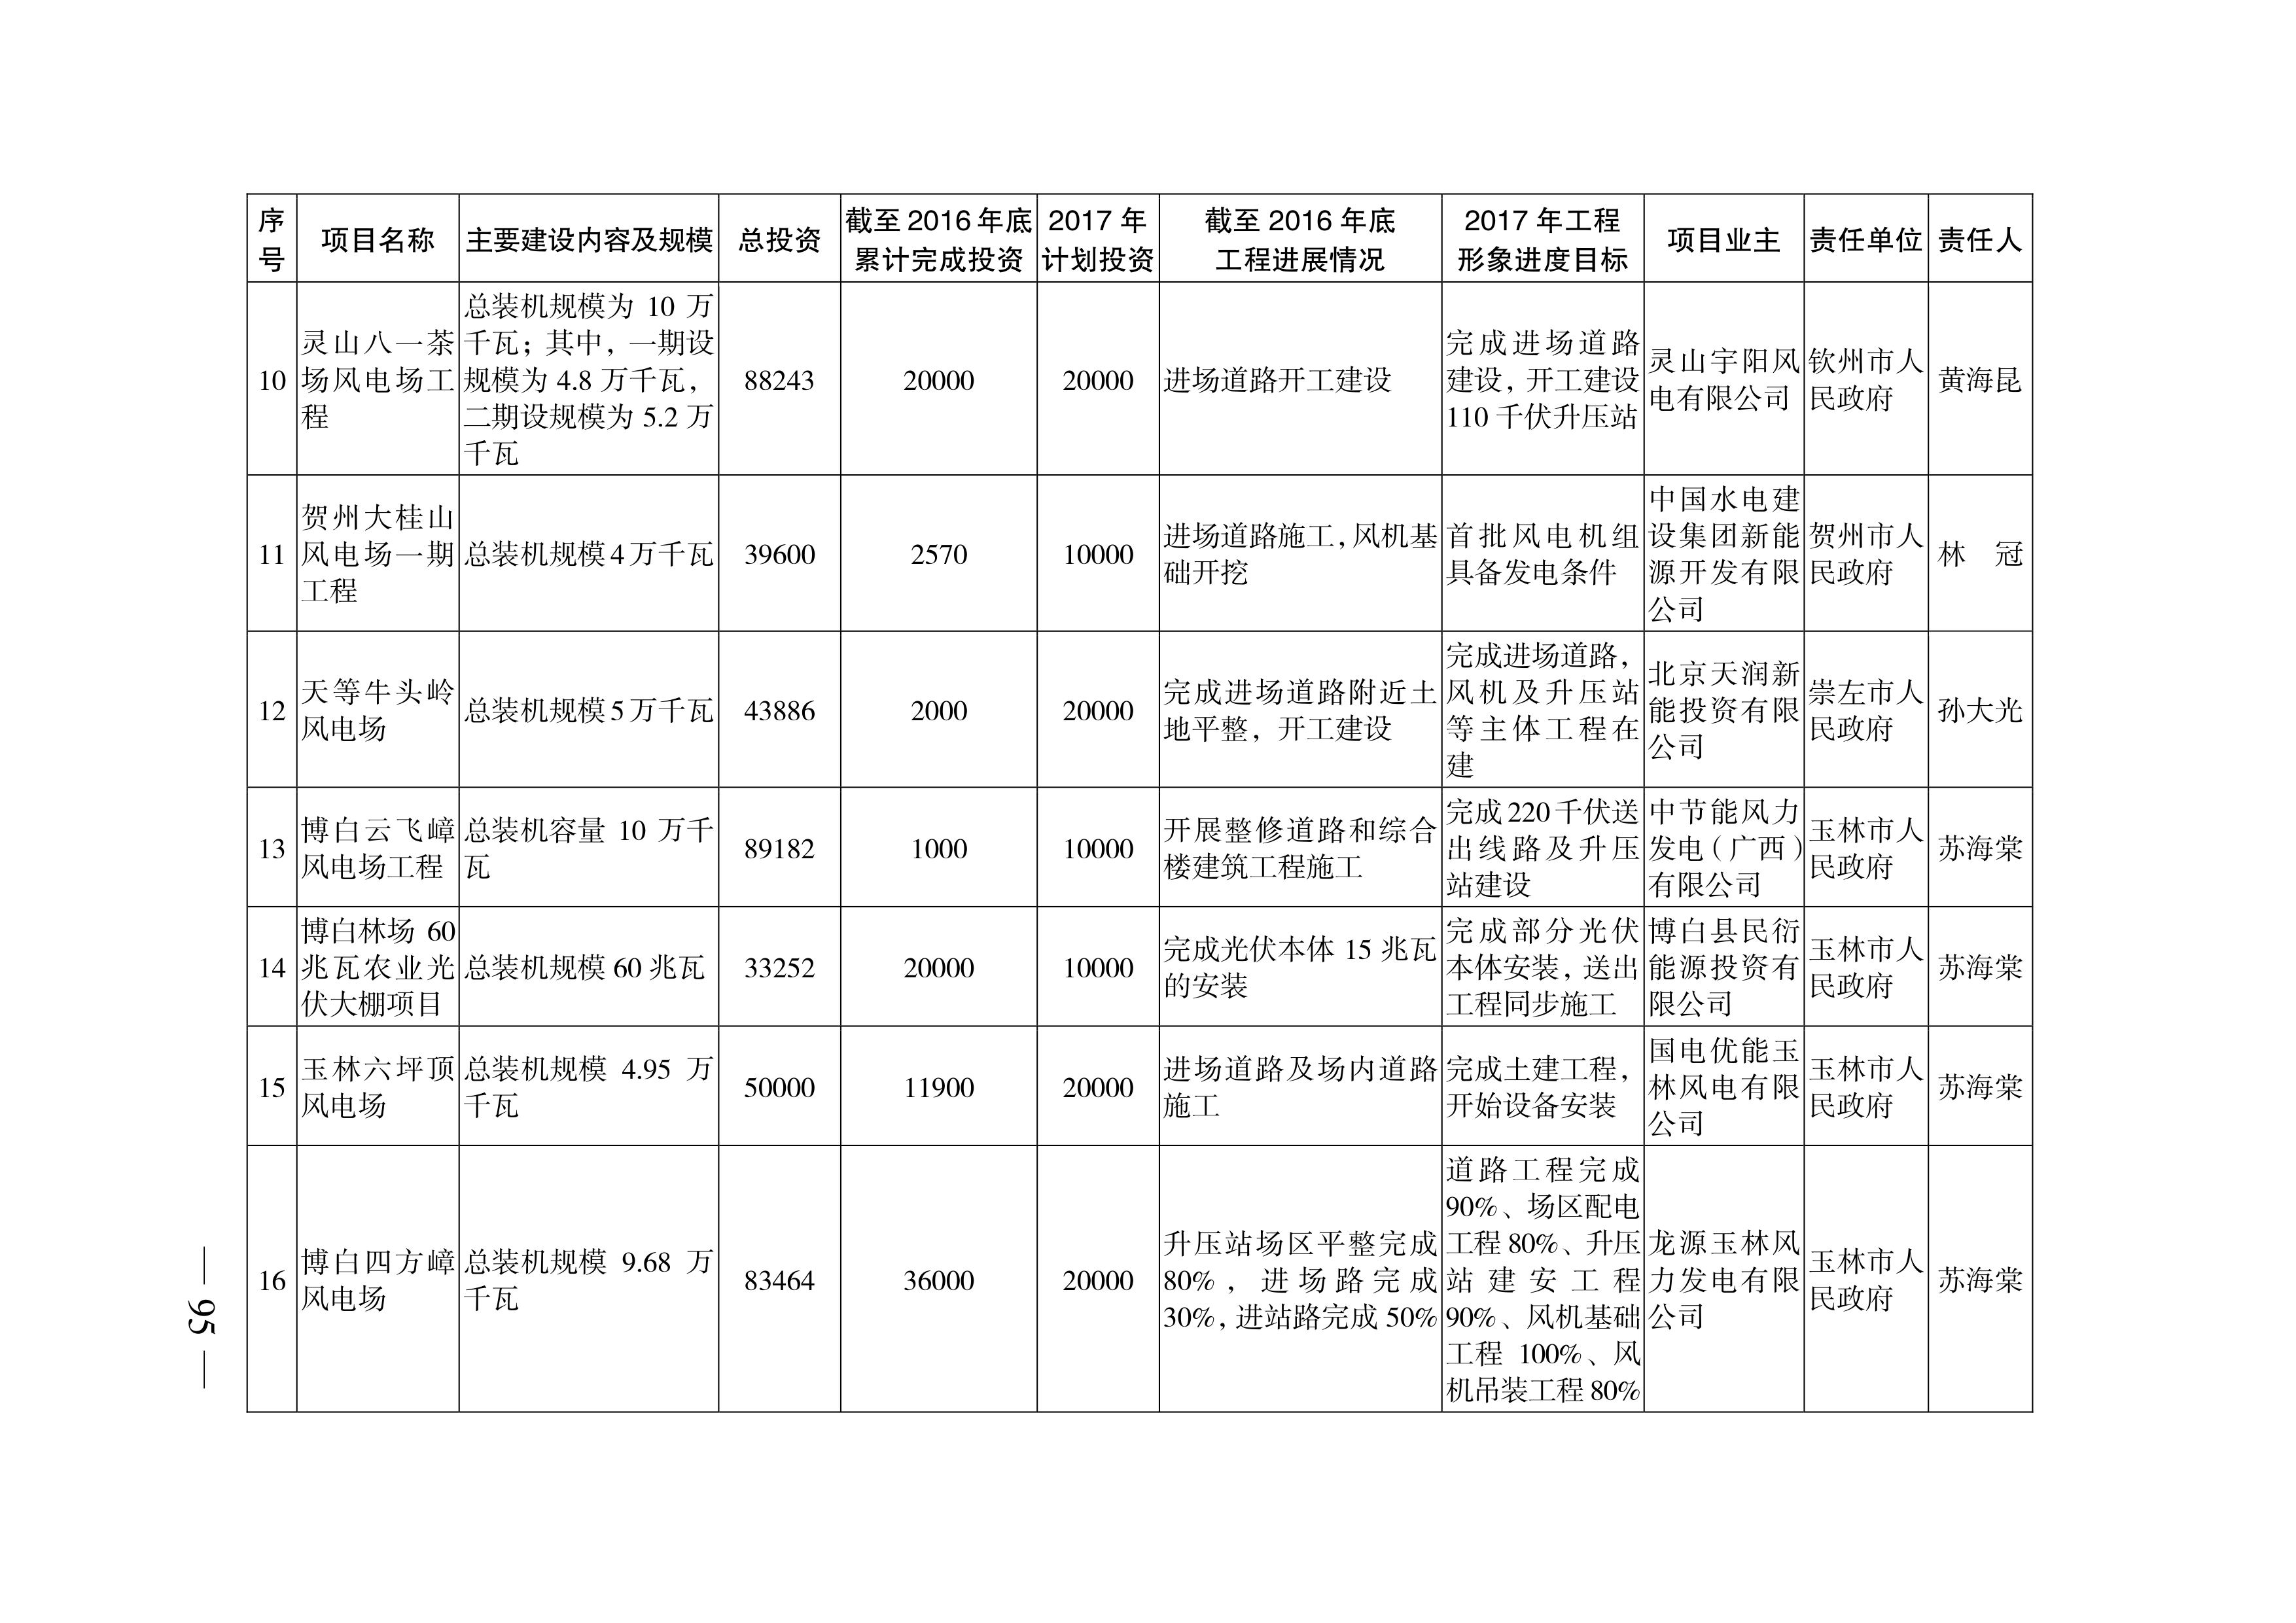 序号
项目名称
主要建设内容及规模
总投资
截至 2016 年底
累计完成投资
2017 年
计划投资
截至 2016 年底
工程进展情况
2017 年工程
形象进度目标
项目业主
责任单位
责任人
10
灵山八一茶
场风电场工
程
总装机规模为 10 万
千瓦；其中，一期设
规模为 4.8 万千瓦，
二期设规模为 5.2 万
千瓦
88243
20000
20000
进场道路开工建设
完成进场道路
建设，开工建设
110 千伏升压站
灵山宇阳风
电有限公司
钦州市人
民政府
黄海昆
11
贺州大桂山
风电场一期
工程
总装机规模 4 万千瓦
39600
2570
10000
进场道路施工，风机基
础开挖
首批风电机组
具备发电条件
中国水电建
设集团新能
源开发有限
公司
贺州市人
民政府
林　冠
12
天等牛头岭
风电场
总装机规模 5 万千瓦
43886
2000
20000
完成进场道路附近土
地平整，开工建设
完成进场道路，
风机及升压站
等主体工程在
建
北京天润新
能投资有限
公司
崇左市人
民政府
孙大光
13
博白云飞嶂
风电场工程
总装机容量 10 万千
瓦
89182
1000
10000
开展整修道路和综合
楼建筑工程施工
完成 220 千伏送
出线路及升压
站建设
中节能风力
发电（广西）
有限公司
玉林市人
民政府
苏海棠
14
博白林场 60
兆瓦农业光
伏大棚项目
总装机规模 60 兆瓦
33252
20000
10000
完成光伏本体 15 兆瓦
的安装
完成部分光伏
本体安装，送出
工程同步施工
博白县民衍
能源投资有
限公司
玉林市人
民政府
苏海棠
15
玉林六坪顶
风电场
总装机规模 4.95 万
千瓦
50000
11900
20000
进场道路及场内道路
施工
完成土建工程，
开始设备安装
国电优能玉
林风电有限
公司
玉林市人
民政府
苏海棠
16
博白四方嶂
风电场
总装机规模 9.68 万
千瓦
83464
36000
20000
升压站场区平整完成
80%，进场路完成
30%，进站路完成 50%
道路工程完成
90%、场区配电
工程 80%、升压
站建安工程
90%、风机基础
工程 100%、风
机吊装工程 80%
龙源玉林风
力发电有限
公司
玉林市人
民政府
苏海棠
— 95 —